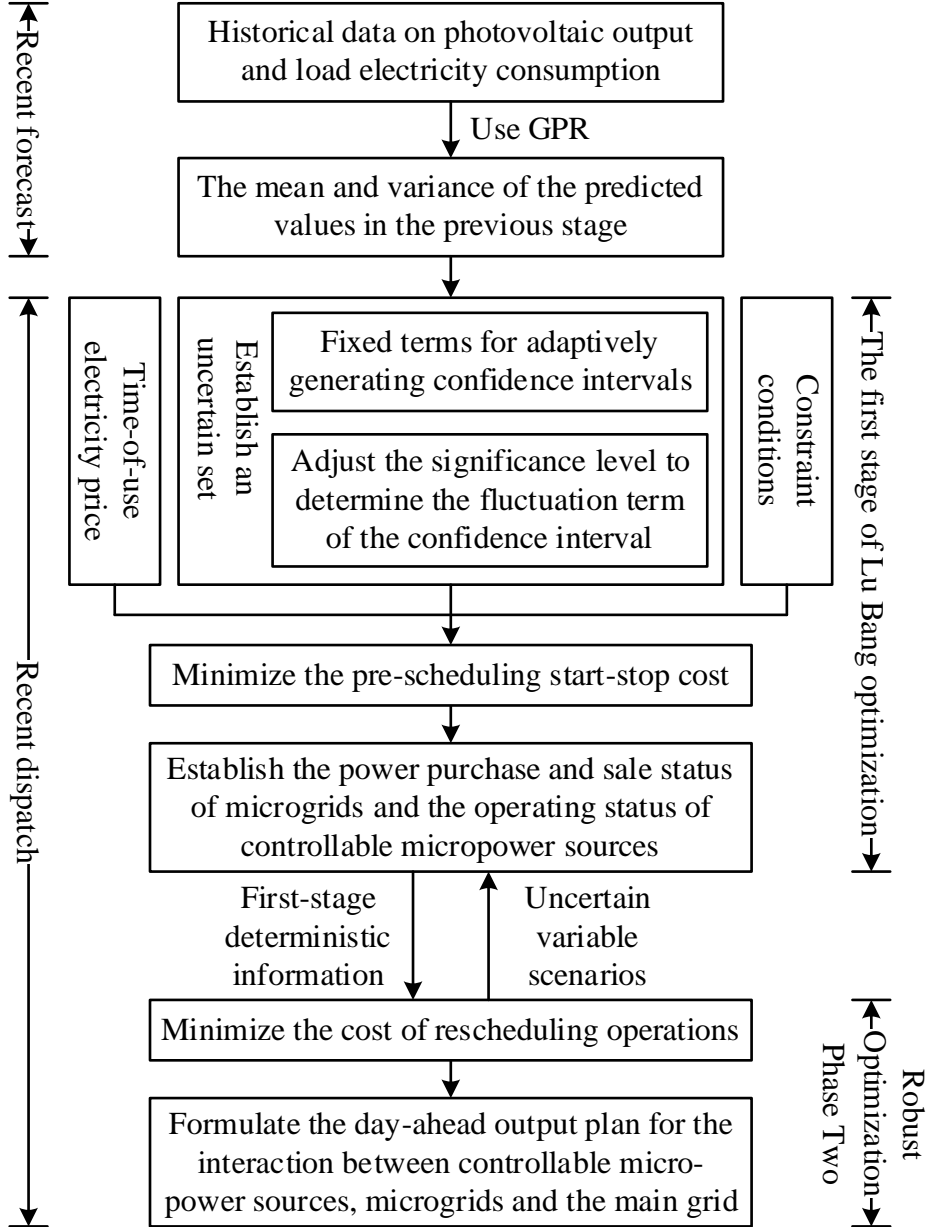 Recent forecast
Historical data on photovoltaic output
and load electricity consumption
Use GPR
The mean and variance of the predicted
values in the previous stage
Recent dispatch
Time-of-use
electricity price
Establish an
uncertain set
Fixed terms for adaptively
generating confidence intervals
Adjust the significance level to
determine the fluctuation term
of the confidence interval
Constraint
conditions
The first stage of Lu Bang optimization
Minimize the pre-scheduling start-stop cost
Establish the power purchase and sale status
of microgrids and the operating status of
controllable micropower sources
First-stage
deterministic
information
Uncertain
variable
scenarios
Minimize the cost of rescheduling operations
Formulate the day-ahead output plan for the
interaction between controllable micro-
power sources, microgrids and the main grid
Robust
Optimization
Phase Two